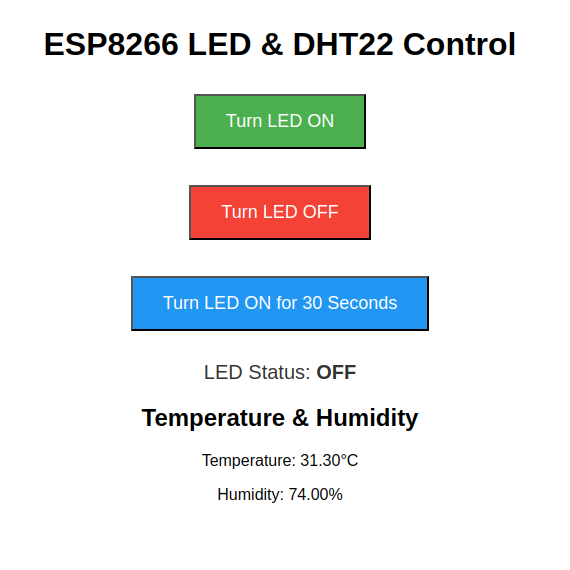 ESP8266 LED & DHT22 Control
Turn LED ON
Turn LED OFF
Turn LED ON for 30 Seconds
LED Status: OFF
Temperature & Humidity
Temperature: 31.30°C
Humidity: 74.00%